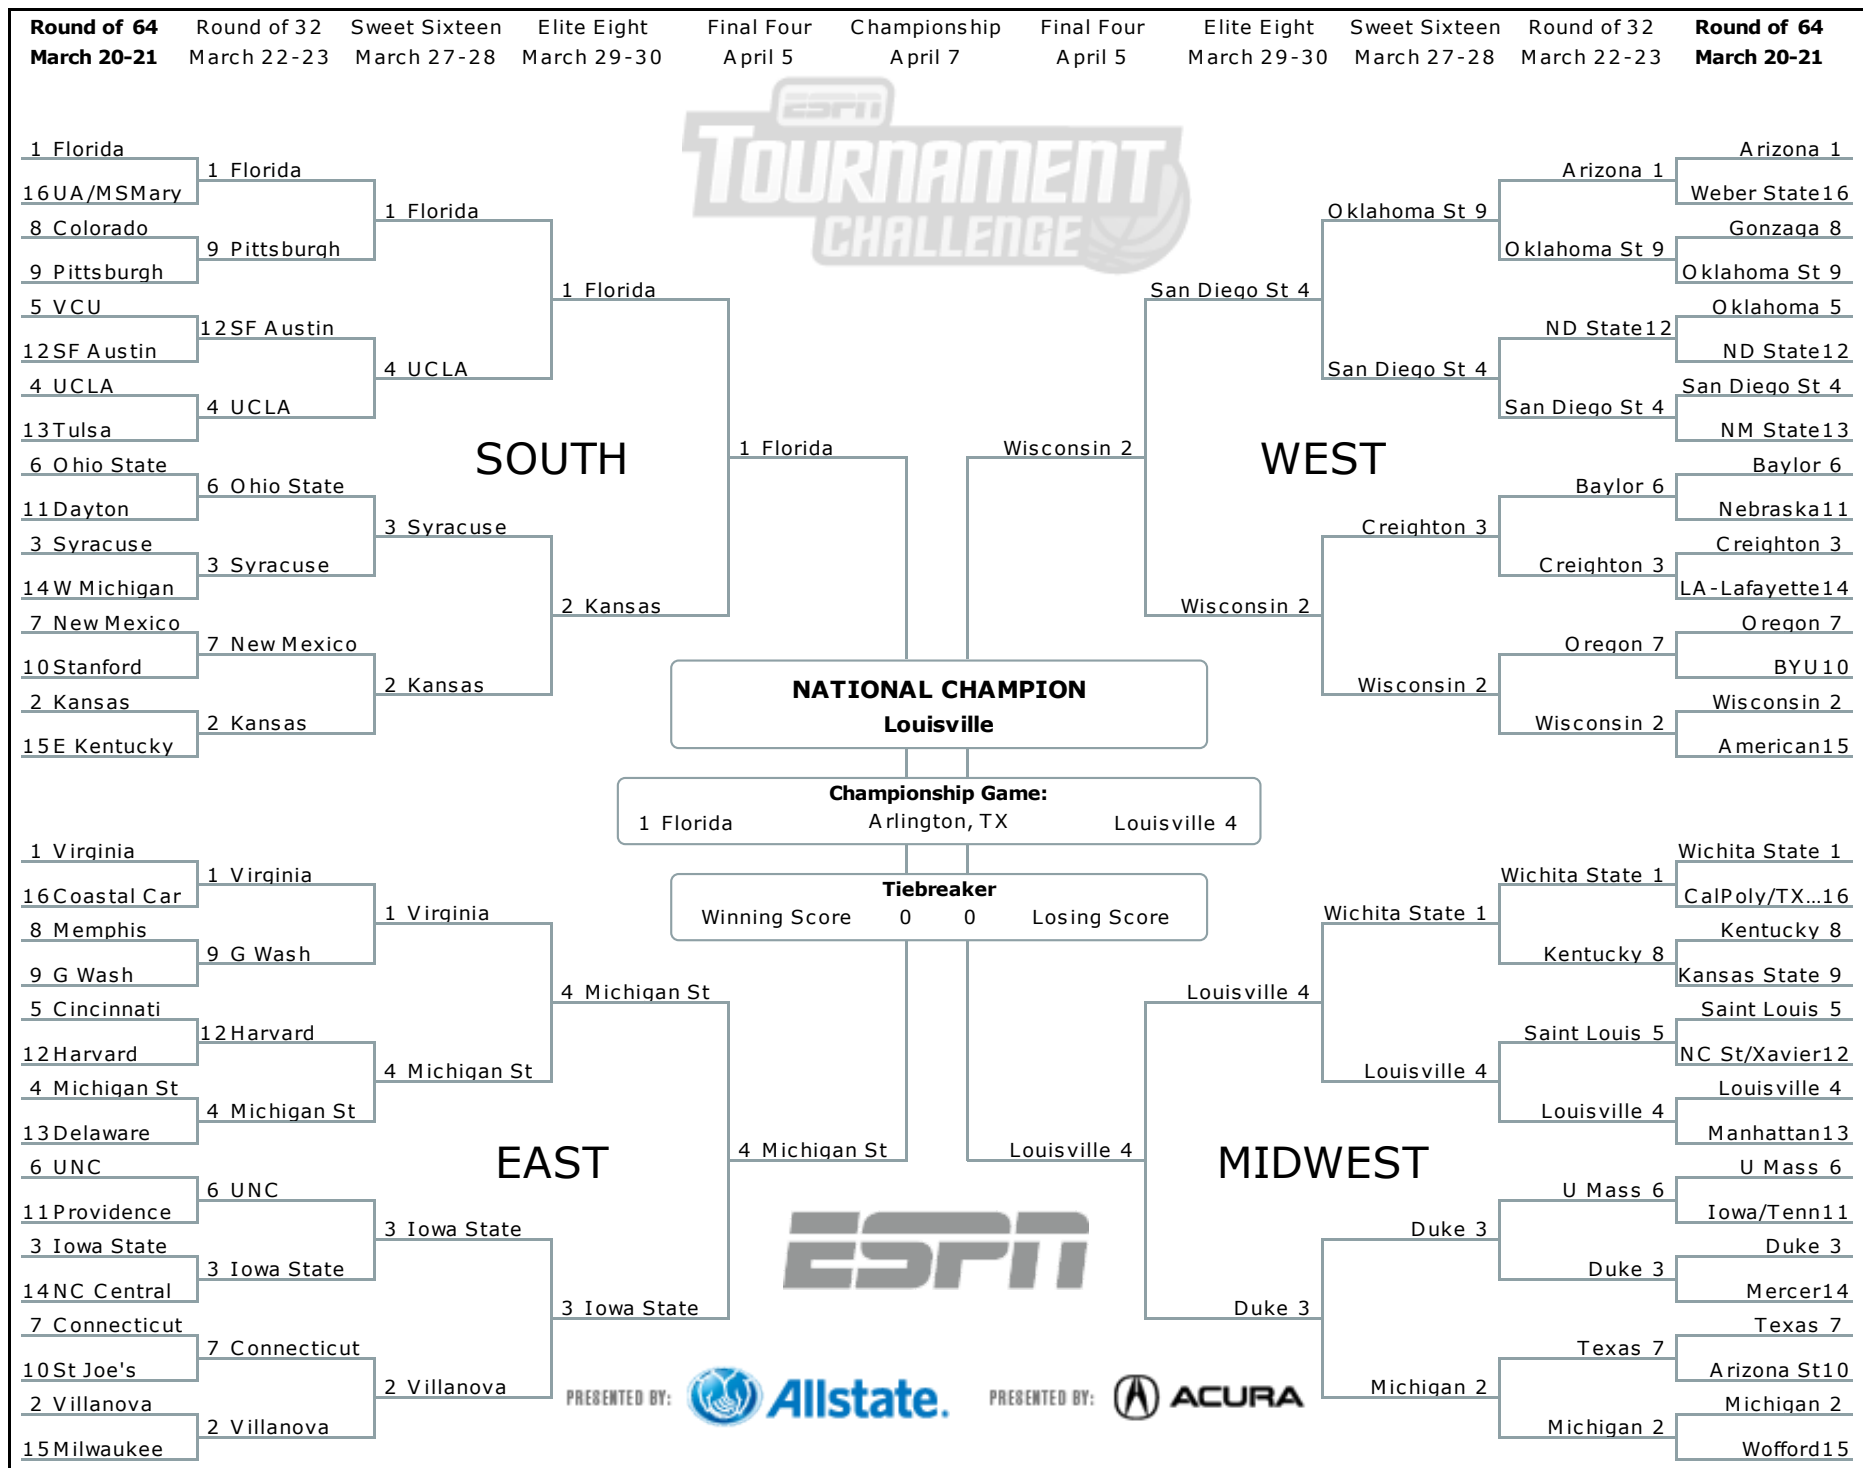 Round of 64 Round of 32 Sweet Sixteen Elite Eight Final Four Championship Final Four Elite Eight Sweet Sixteen Round of 32 Round of 64
March 20-21 March 22-23 March 27-28 March 29-30 April 5 April 7 April 5 March 29-30 March 27-28 March 22-23 March 20-21
ESPN
TOURNAMENT
CHALLENGE
SOUTH
1 Florida
16 UA/MSMary
8 Colorado
9 Pittsburgh
5 VCU
12 SF Austin
4 UCLA
13 Tulsa
6 Ohio State
11 Dayton
3 Syracuse
14 W Michigan
7 New Mexico
10 Stanford
2 Kansas
15 E Kentucky
1 Florida
9 Pittsburgh
12 SF Austin
4 UCLA
6 Ohio State
3 Syracuse
7 New Mexico
2 Kansas
1 Florida
4 UCLA
3 Syracuse
2 Kansas
1 Florida
2 Kansas
1 Florida
WEST
Wisconsin 2
San Diego St 4
Wisconsin 2
Oklahoma St 9
San Diego St 4
Creighton 3
Wisconsin 2
Arizona 1
Oklahoma St 9
ND State 12
San Diego St 4
Baylor 6
Creighton 3
Oregon 7
Wisconsin 2
Arizona 1
Weber State 16
Gonzaga 8
Oklahoma St 9
Oklahoma 5
ND State 12
San Diego St 4
NM State 13
Baylor 6
Nebraska 11
Creighton 3
LA-Lafayette 14
Oregon 7
BYU 10
Wisconsin 2
American 15
NATIONAL CHAMPION
Louisville
Championship Game:
1 Florida Arlington, TX Louisville 4
Tiebreaker
Winning Score 0 0 Losing Score
EAST
1 Virginia
16 Coastal Car
8 Memphis
9 G Wash
5 Cincinnati
12 Harvard
4 Michigan St
13 Delaware
6 UNC
11 Providence
3 Iowa State
14 NC Central
7 Connecticut
10 St Joe's
2 Villanova
15 Milwaukee
1 Virginia
9 G Wash
12 Harvard
4 Michigan St
6 UNC
3 Iowa State
7 Connecticut
2 Villanova
1 Virginia
4 Michigan St
3 Iowa State
2 Villanova
4 Michigan St
3 Iowa State
4 Michigan St
MIDWEST
Louisville 4
Louisville 4
Duke 3
Wichita State 1
Louisville 4
Duke 3
Michigan 2
Wichita State 1
Kentucky 8
Saint Louis 5
Louisville 4
U Mass 6
Duke 3
Texas 7
Michigan 2
Wichita State 1
CalPoly/TX...16
Kentucky 8
Kansas State 9
Saint Louis 5
NC St/Xavier 12
Louisville 4
Manhattan 13
U Mass 6
Iowa/Tenn 11
Duke 3
Mercer 14
Texas 7
Arizona St 10
Michigan 2
Wofford 15
ESPN
PRESENTED BY: Allstate. PRESENTED BY: ACURA